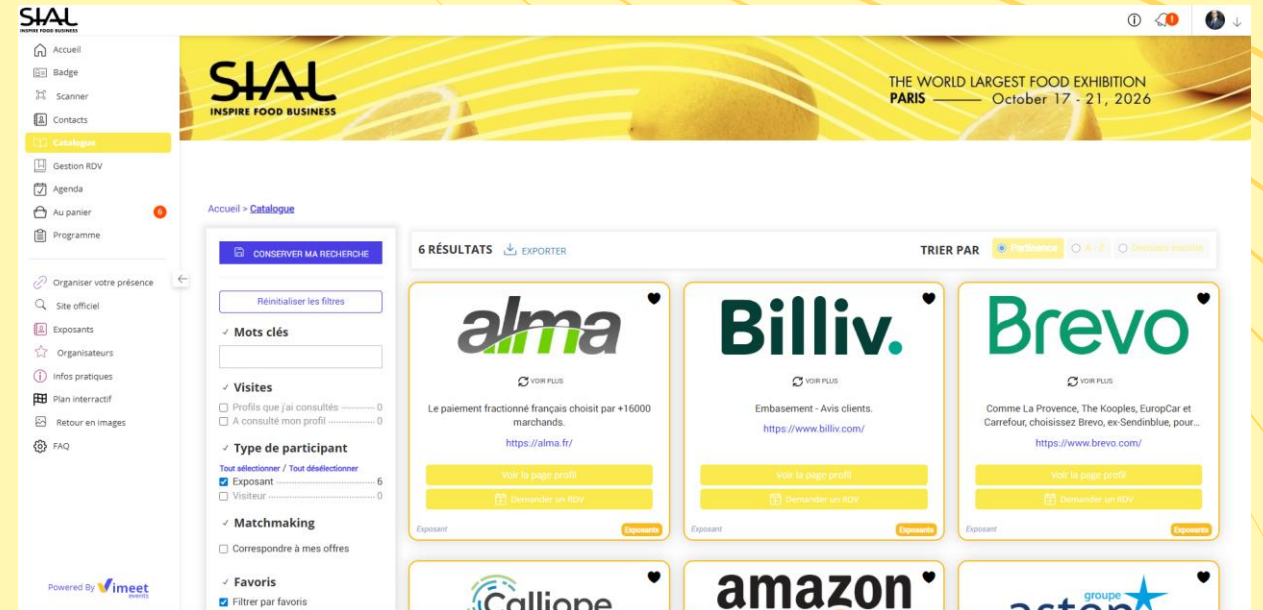 SIAL
INSPIRE FOOD BUSINESS
Accueil
Badge
Scanner
Contacts
Catalogue
Gestion RDV
Agenda
Au panier 6
Programme
Organiser votre présence
Site officiel
Exposants
Organisateurs
Infos pratiques
Plan interractif
Retour en images
FAQ
Powered By Vimeet
events
SIAL
INSPIRE FOOD BUSINESS
THE WORLD LARGEST FOOD EXHIBITION
PARIS October 17 - 21, 2026
Accueil > Catalogue
CONSERVER MA RECHERCHE
Réinitialiser les filtres
Mots clés
Visites
Profils que j'ai consultés 0
A consulté mon profil 0
Type de participant
Tout sélectionner / Tout désélectionner
Exposant 6
Visiteur 0
Matchmaking
Correspondre à mes offres
Favoris
Filtrer par favoris
6 RÉSULTATS EXPORTER
TRIER PAR Pertinence A - Z Derniers inscrits
alma
VOIR PLUS
Le paiement fractionné français choisit par +16000
marchands.
https://alma.fr/
Voir la page profil
Demander un RDV
Exposant Exposants
Billiv.
VOIR PLUS
Embasement - Avis clients.
https://www.billiv.com/
Voir la page profil
Demander un RDV
Exposant Exposants
Brevo
VOIR PLUS
Comme La Provence, The Kooples, EuropCar et
Carrefour, choisissez Brevo, ex-Sendinblue, pour...
https://www.brevo.com/
Voir la page profil
Demander un RDV
Exposant Exposants
Calliope
amazon
groupe